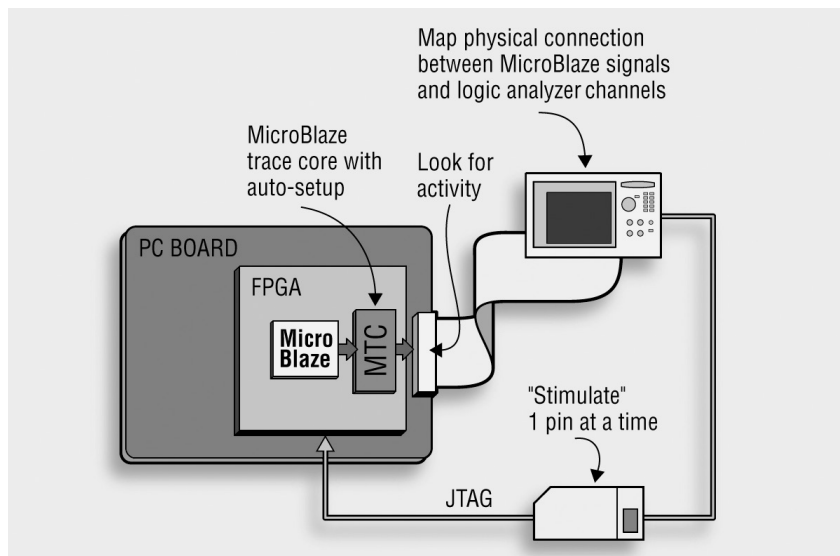 Map physical connection
between MicroBlaze signals
and logic analyzer channels
MicroBlaze
trace core with
auto-setup
Look for
activity
PC BOARD
FPGA
Micro
Blaze
MTC
"Stimulate"
1 pin at a time
JTAG